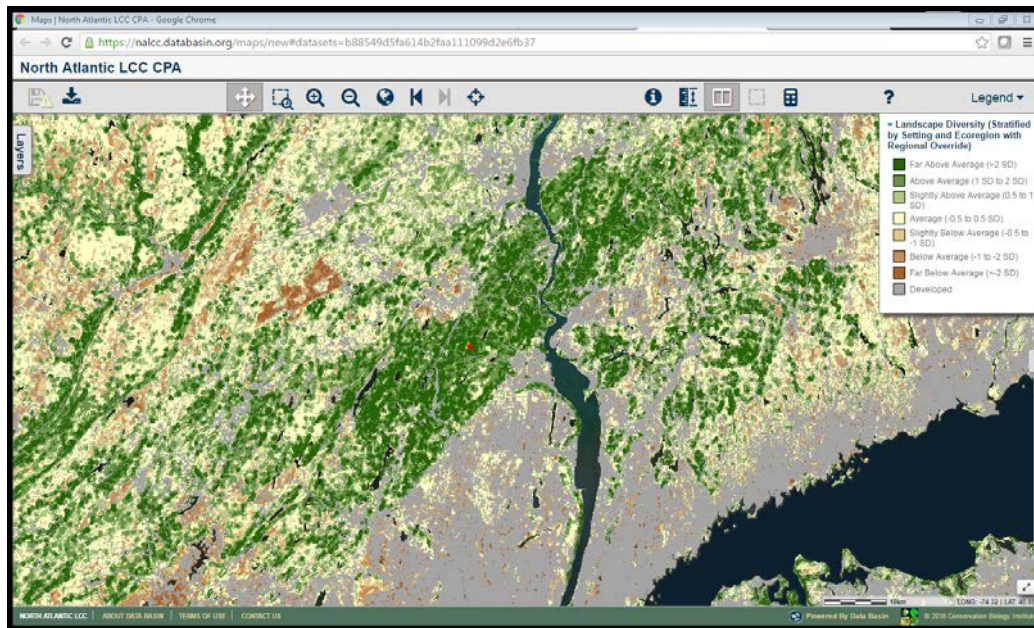 Maps | North Atlantic LCC CPA - Google Chrome
https://nalcc.databasin.org/maps/new#datasets=b88549d5fa614b2faa111099d2e6fb37
North Atlantic LCC CPA
? Legend
Layers
Landscape Diversity (Stratified
by Setting and Ecoregion with
Regional Override)
Far Above Average (>2 SD)
Above Average (1 SD to 2 SD)
Slightly Above Average (0.5 to 1
SD)
Average (-0.5 to 0.5 SD)
Slightly Below Average (-0.5 to
-1 SD)
Below Average (-1 to -2 SD)
Far Below Average (<-2 SD)
Developed
10km
LONG: -74.32 | LAT:
NORTH ATLANTIC LCC | ABOUT DATA BASIN | TERMS OF USE | CONTACT US
Powered By Data Basin
© 2016 Conservation Biology Institute